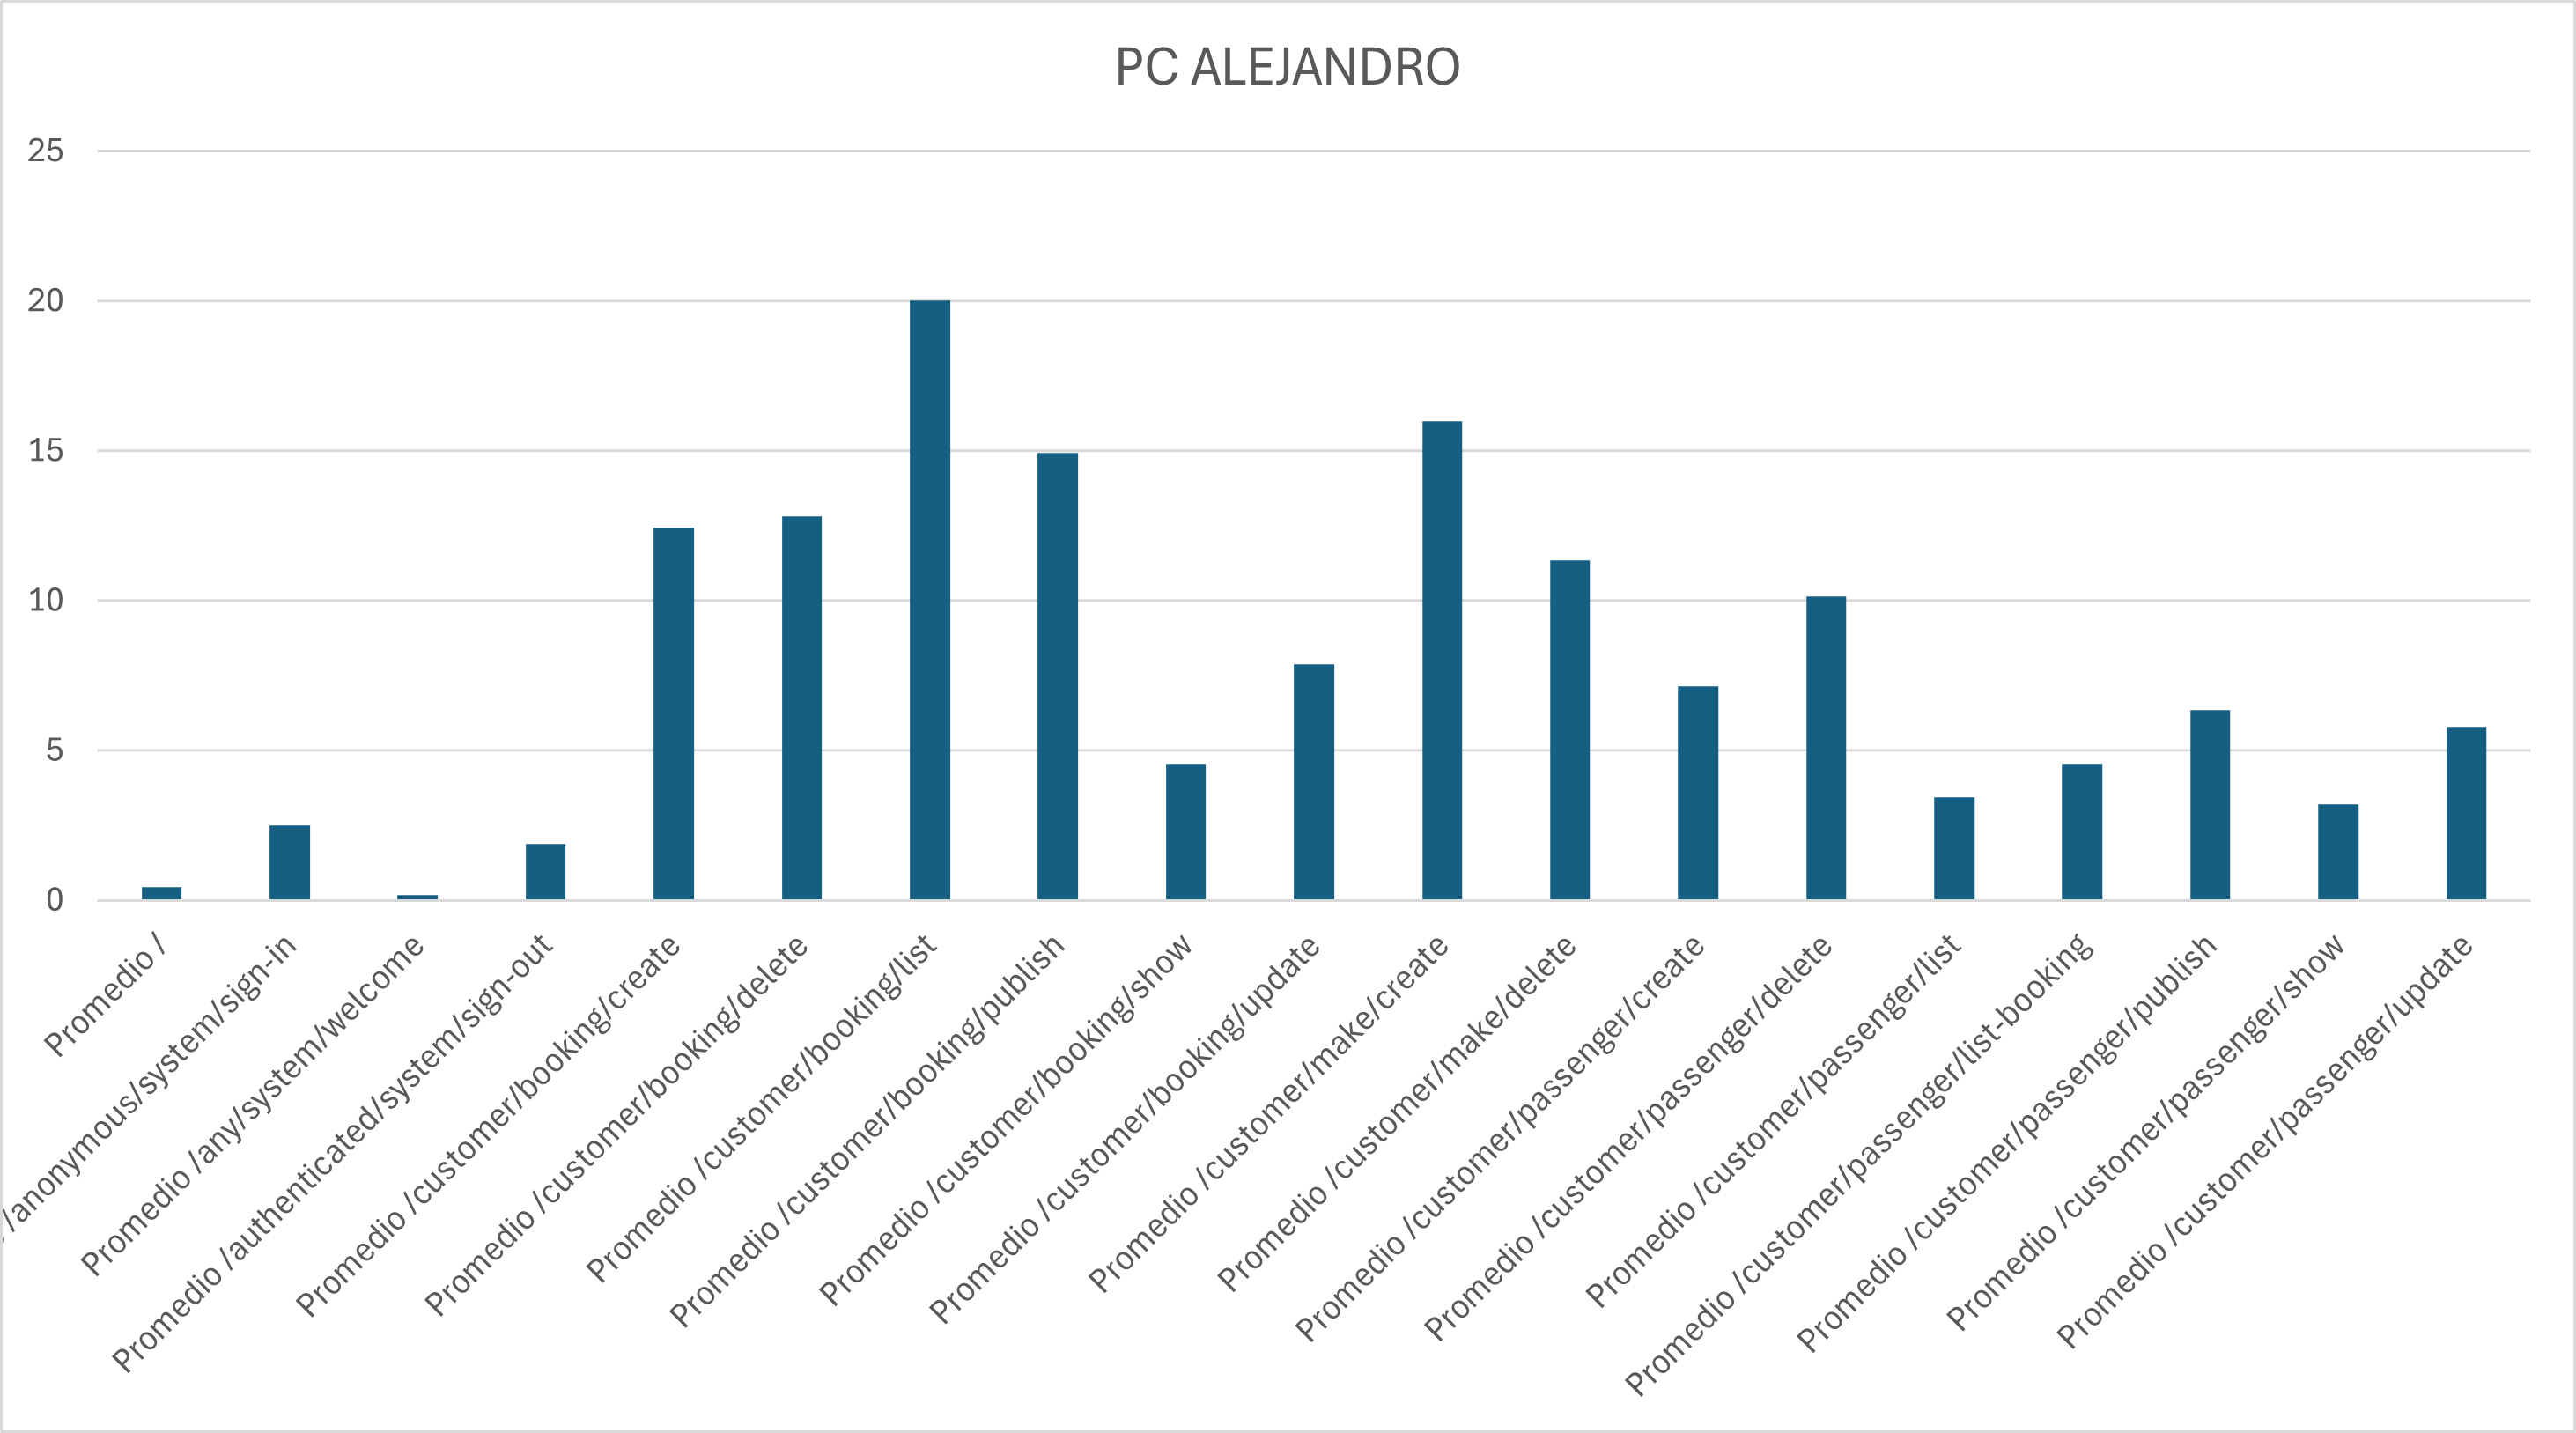 PC ALEJANDRO
25
20
15
10
5
0
Promedio /
/anonymous/system/sign-in
Promedio /any/system/welcome
Promedio /authenticated/system/sign-out
Promedio /customer/booking/create
Promedio /customer/booking/delete
Promedio /customer/booking/list
Promedio /customer/booking/publish
Promedio /customer/booking/show
Promedio /customer/booking/update
Promedio /customer/make/create
Promedio /customer/make/delete
Promedio /customer/passenger/create
Promedio /customer/passenger/delete
Promedio /customer/passenger/list
Promedio /customer/passenger/list-booking
Promedio /customer/passenger/publish
Promedio /customer/passenger/show
Promedio /customer/passenger/update